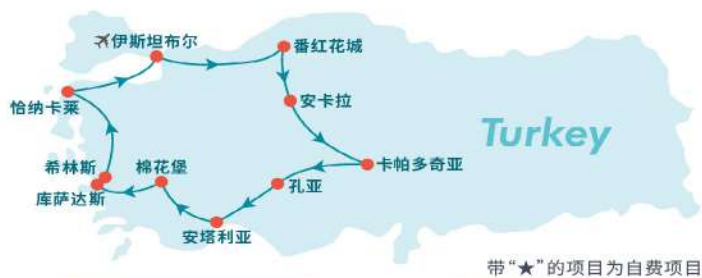 伊斯坦布尔
番红花城
恰纳卡莱
安卡拉
Turkey
卡帕多奇亚
希林斯
棉花堡
孔亚
库萨达斯
安塔利亚
带“★”的项目为自费项目